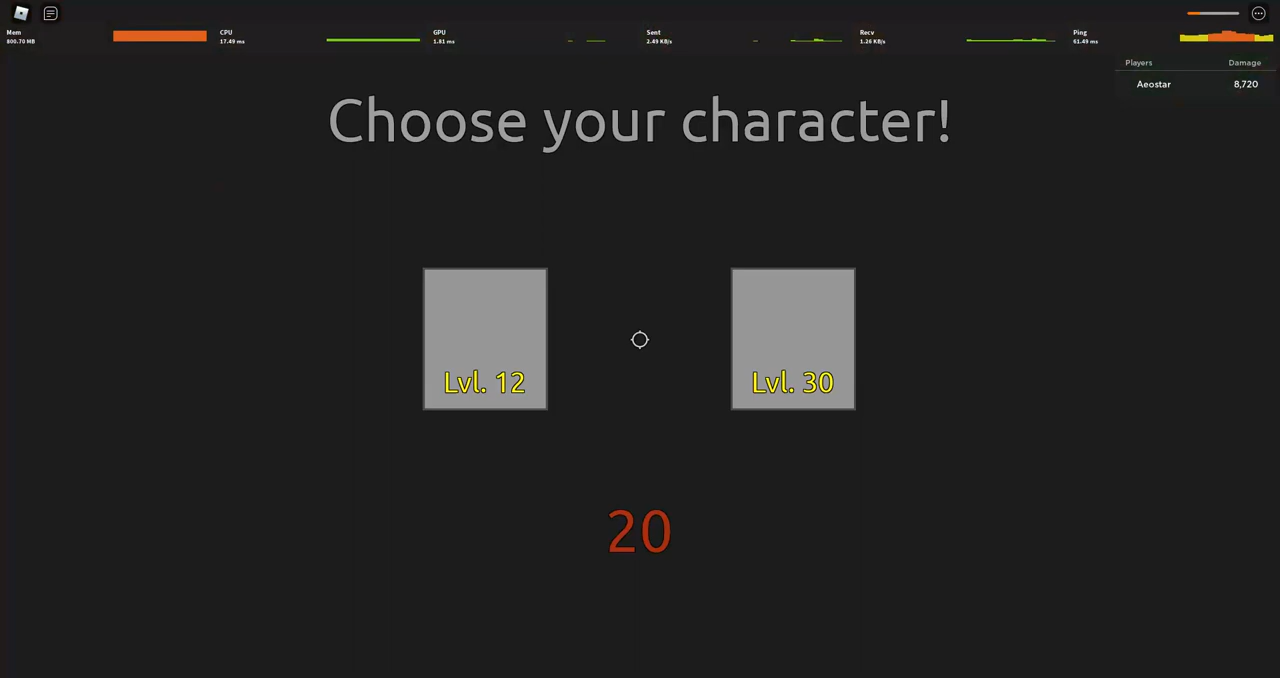 Mem CPU GPU Sent Recv Ping
800.70 MB 17.49 ms 1.81 ms 2.49 KB/s 1.26 KB/s 61.49 ms
Players Damage
Aeostar 8,720
Choose your character!
Lvl. 12 Lvl. 30
20